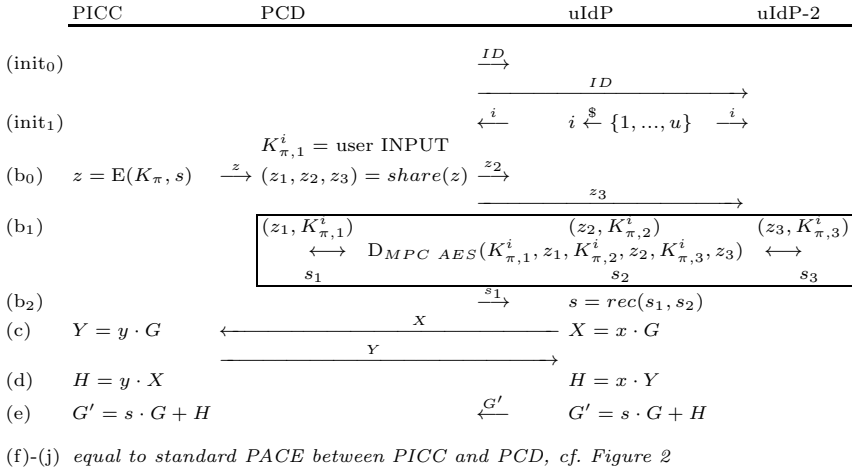 PICC PCD uIdP uIdP-2
(init₀) ID →
ID →
(init₁) ← i i ←$ {1, ..., u} i →
K^i_{π,1} = user INPUT
(b₀) z = E(K_π, s) z → (z₁, z₂, z₃) = share(z) z₂ →
z₃ →
(b₁) (z₁, K^i_{π,1}) (z₂, K^i_{π,2}) (z₃, K^i_{π,3})
⟷ D_{MPC AES}(K^i_{π,1}, z₁, K^i_{π,2}, z₂, K^i_{π,3}, z₃) ⟷
s₁ s₂ s₃
(b₂) s₁ → s = rec(s₁, s₂)
(c) Y = y · G ← X X = x · G
Y →
(d) H = y · X H = x · Y
(e) G′ = s · G + H ← G′ G′ = s · G + H
(f)-(j) equal to standard PACE between PICC and PCD, cf. Figure 2